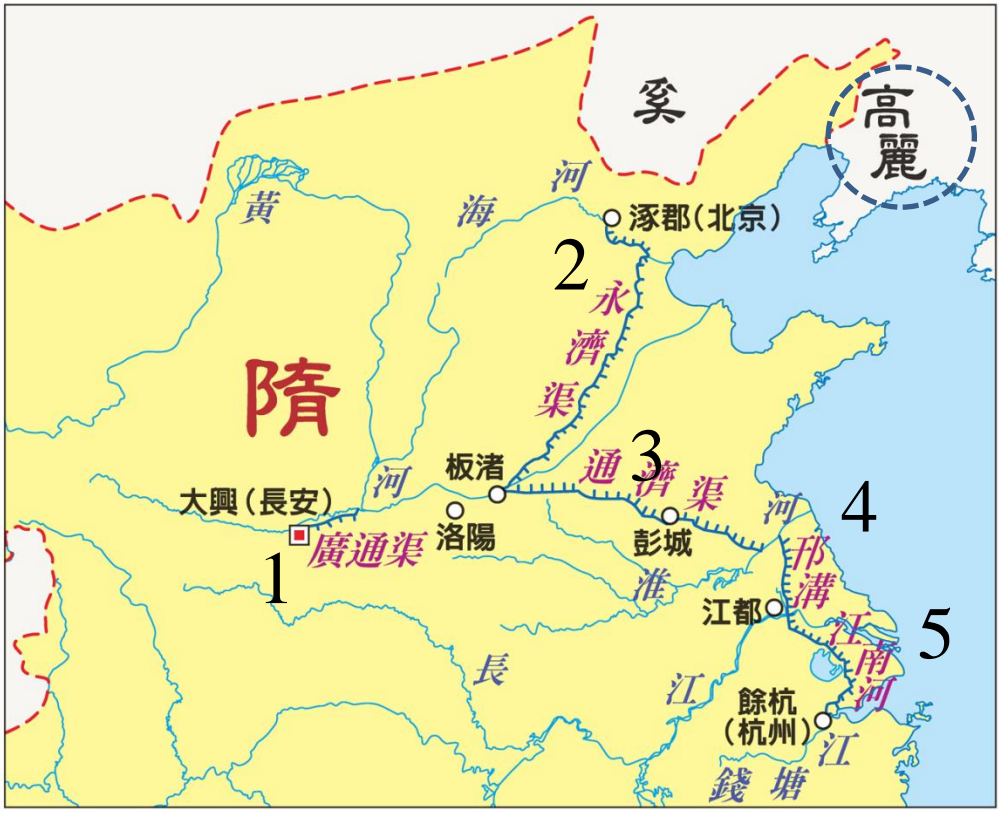 奚
高麗
黃
海河
涿郡（北京）
2
永濟渠
隋
3
通濟渠
板渚
河
大興（長安）
洛陽
彭城
河
4
1
廣通渠
淮
邗溝
江都
5
江南河
長
江
餘杭
（杭州）
江
錢塘